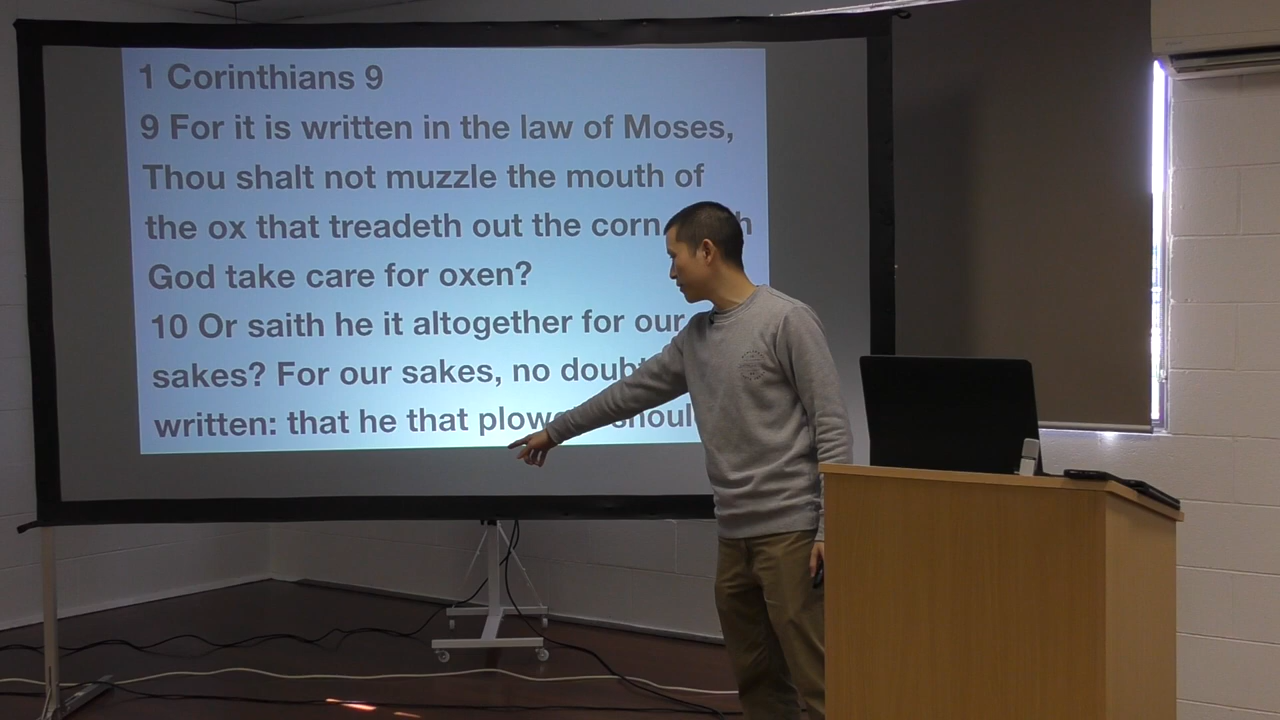 1 Corinthians 9
9 For it is written in the law of Moses,
Thou shalt not muzzle the mouth of
the ox that treadeth out the corn
God take care for oxen?
10 Or saith he it altogether for our
sakes? For our sakes, no doubt
written: that he that